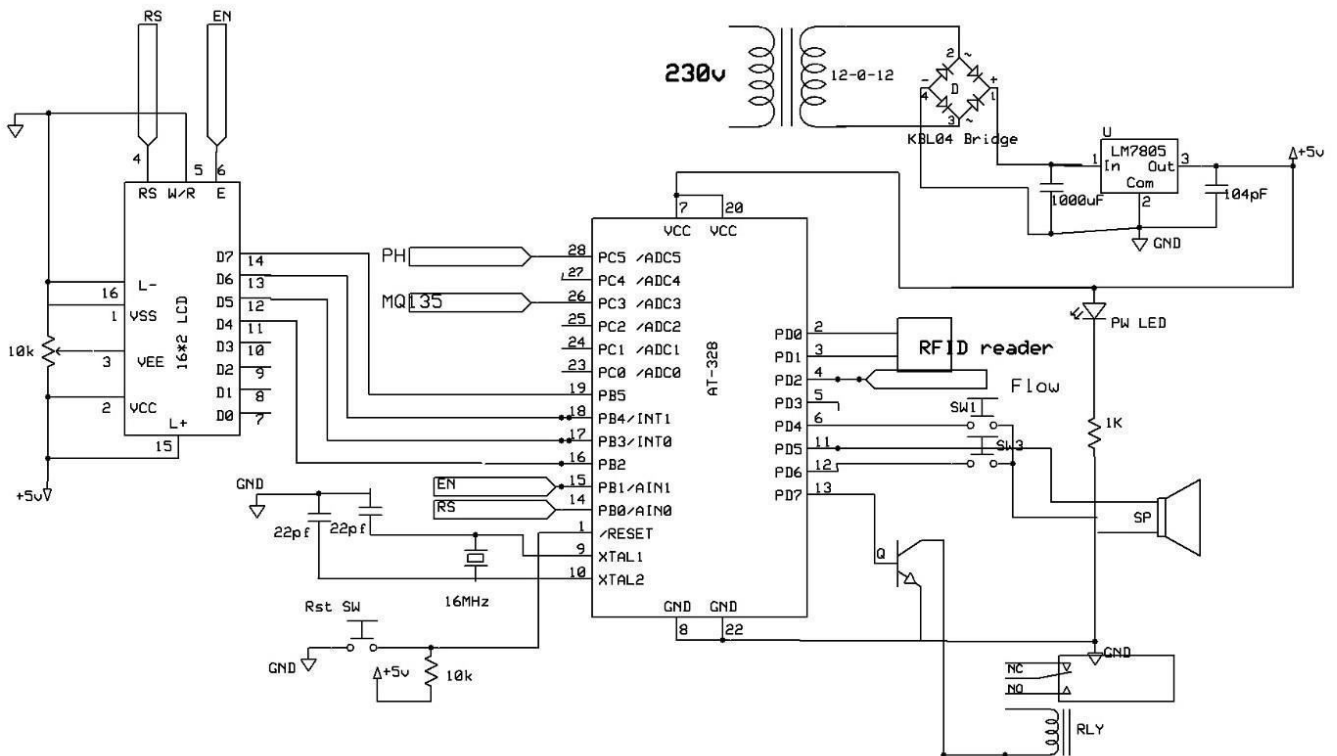 RS EN
230v
12-0-12
2 ~
- +
4 D 1
3 ~
KBL04 Bridge
U
LM7805
1 In Out 3
Com
2
+5v
1000uF
104pF
GND
4 5 6
RS W/R E
16*2 LCD
D7 14
D6 13
D5 12
D4 11
D3 10
D2 9
D1 8
D0 7
16 L-
1 VSS
10k
3 VEE
2 VCC
L+
15
+5v
7 20
VCC VCC
AT-328
PH 28 PC5 /ADC5
27 PC4 /ADC4
MQ135 26 PC3 /ADC3
25 PC2 /ADC2
24 PC1 /ADC1
23 PC0 /ADC0
19 PB5
18 PB4/INT1
17 PB3/INT0
16 PB2
EN 15 PB1/AIN1
RS 14 PB0/AIN0
1 /RESET
9 XTAL1
10 XTAL2
GND GND
8 22
PD0 2
PD1 3
PD2 4
PD3 5
PD4 6
PD5 11
PD6 12
PD7 13
RFID reader
Flow
SW1
SW3
PW LED
1K
SP
Q
GND
22pf 22pf
16MHz
Rst SW
GND
+5v
10k
GND
NC
NO
RLY